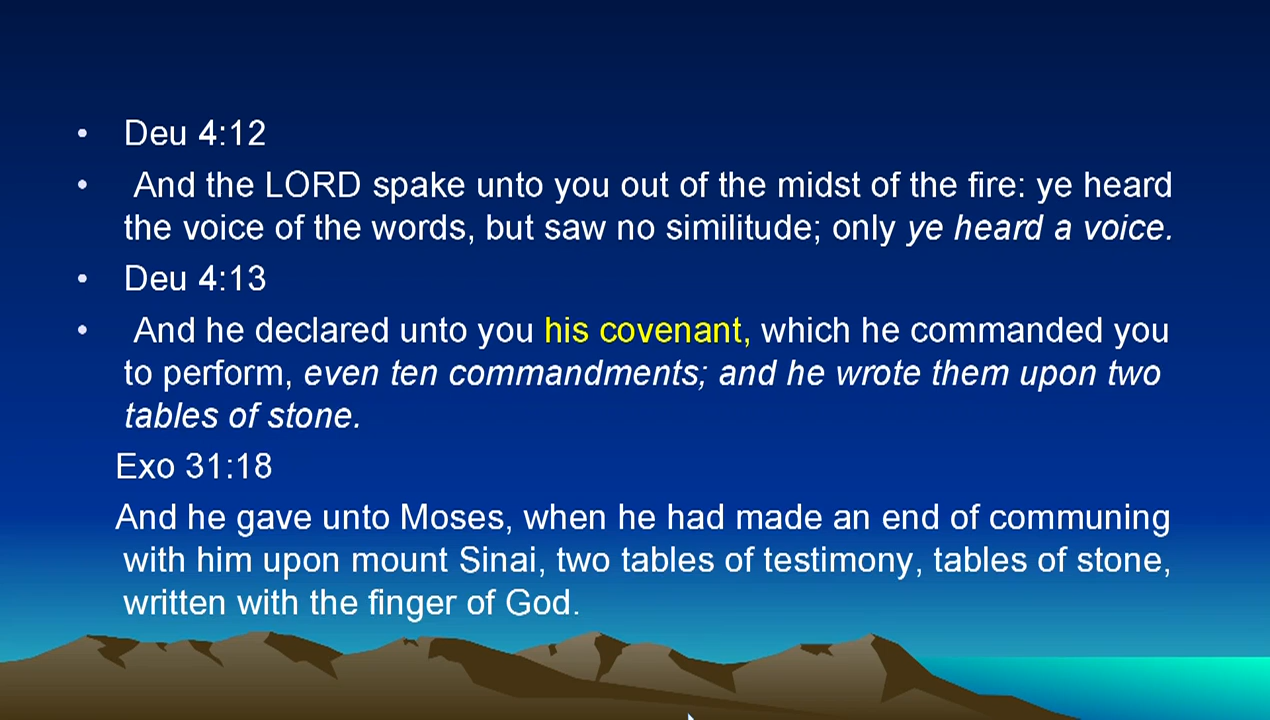 • Deu 4:12
• And the LORD spake unto you out of the midst of the fire: ye heard
the voice of the words, but saw no similitude; only ye heard a voice.
• Deu 4:13
• And he declared unto you his covenant, which he commanded you
to perform, even ten commandments; and he wrote them upon two
tables of stone.
Exo 31:18
And he gave unto Moses, when he had made an end of communing
with him upon mount Sinai, two tables of testimony, tables of stone,
written with the finger of God.